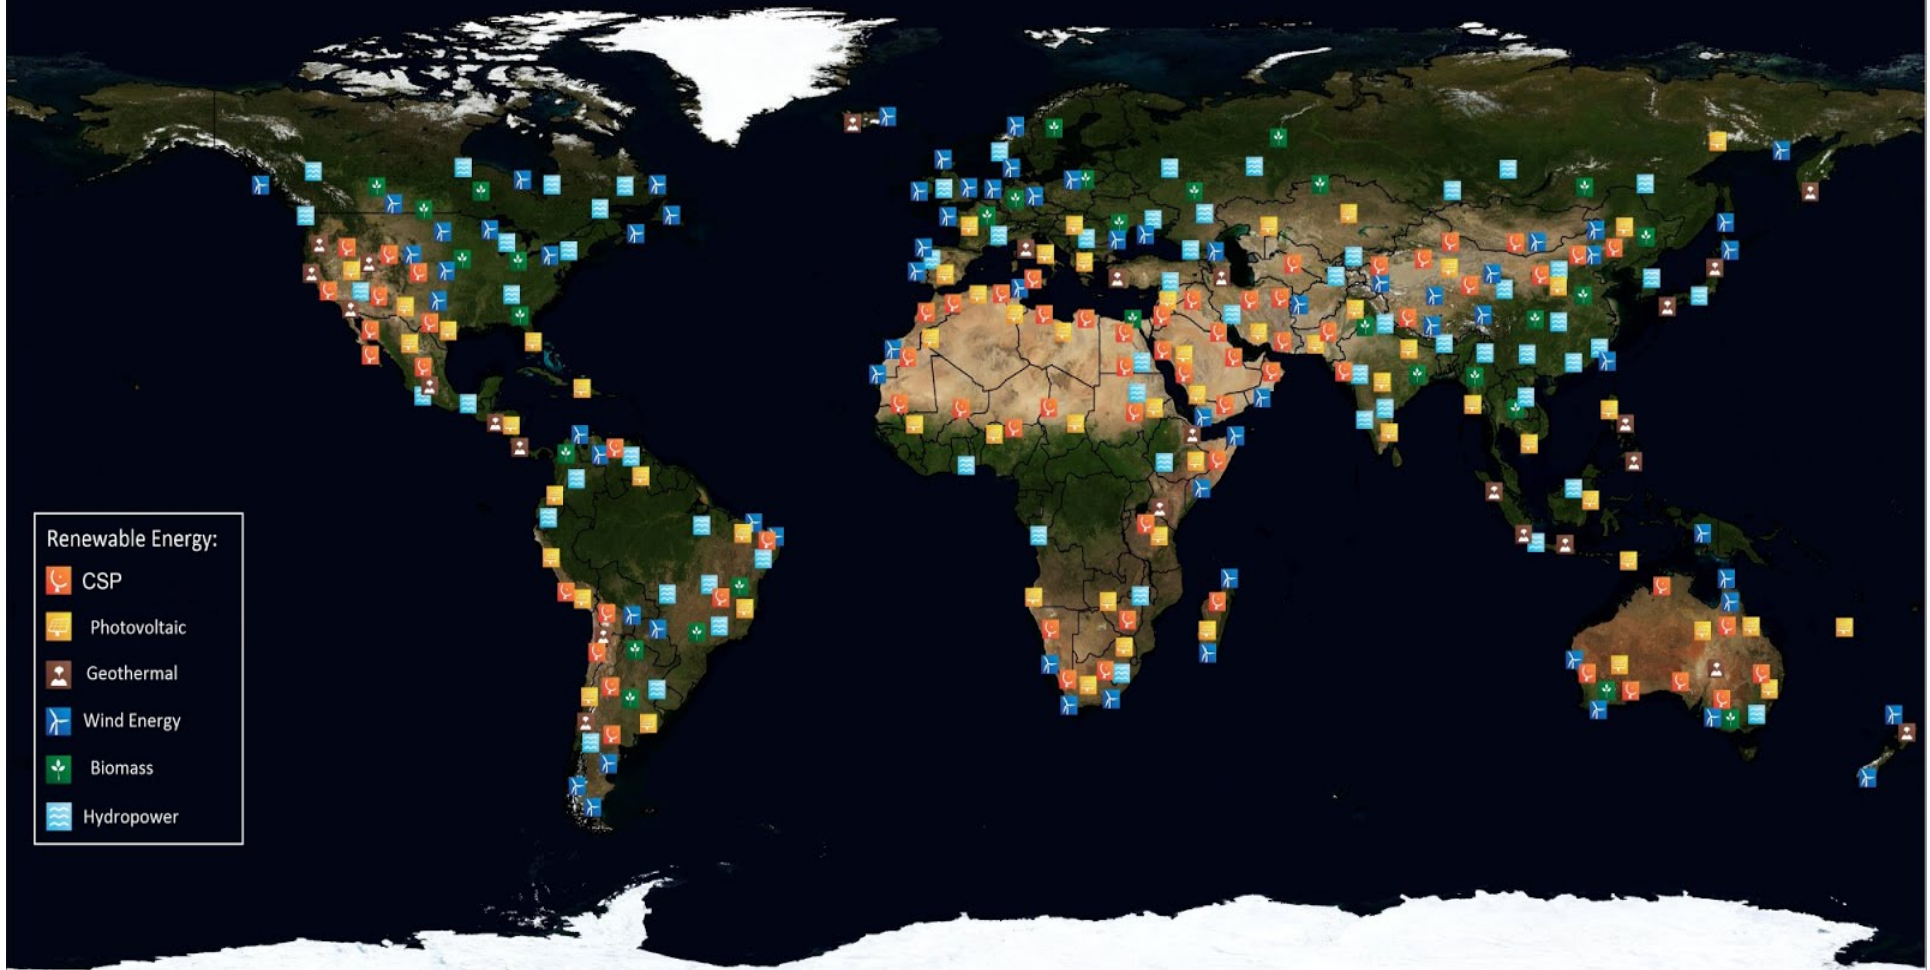 Renewable Energy:
CSP
Photovoltaic
Geothermal
Wind Energy
Biomass
Hydropower